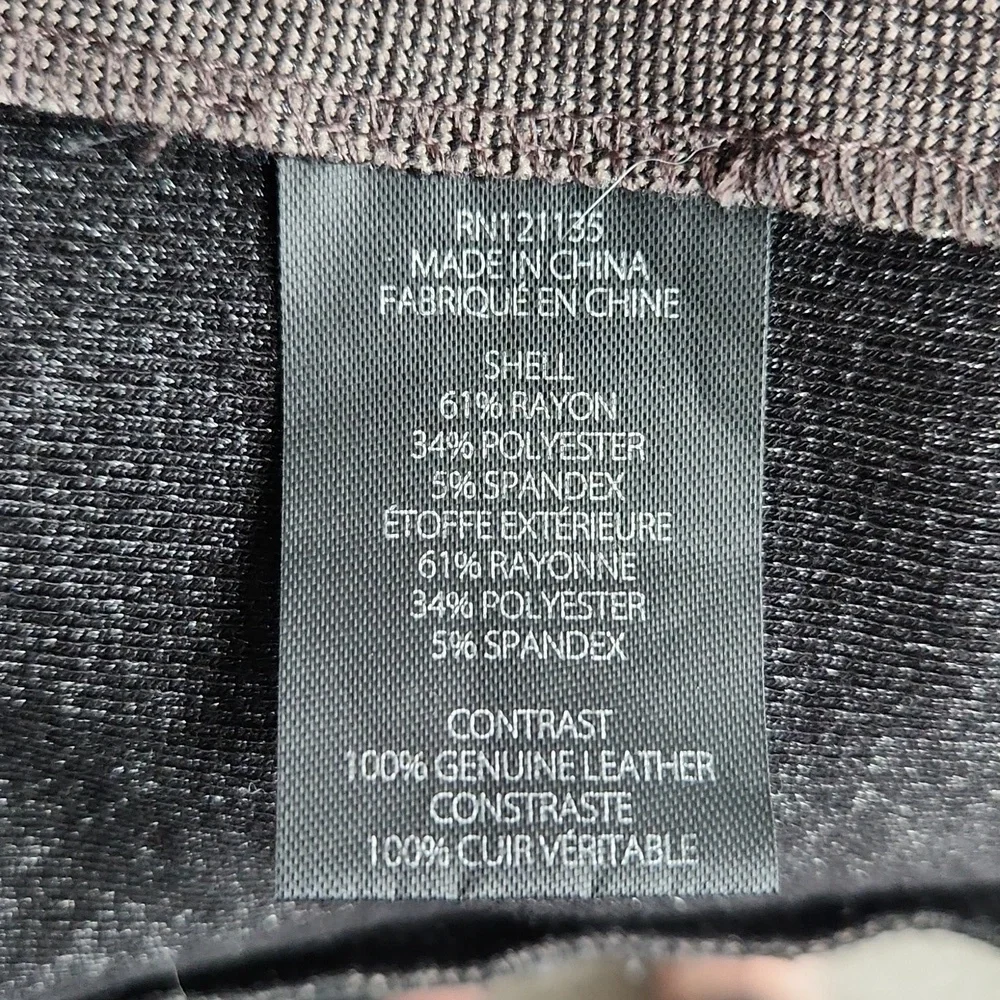 RN121135
MADE IN CHINA
FABRIQUÉ EN CHINE
SHELL
61% RAYON
34% POLYESTER
5% SPANDEX
ÉTOFFE EXTÉRIEURE
61% RAYONNE
34% POLYESTER
5% SPANDEX
CONTRAST
100% GENUINE LEATHER
CONSTRASTE
100% CUIR VÉRITABLE